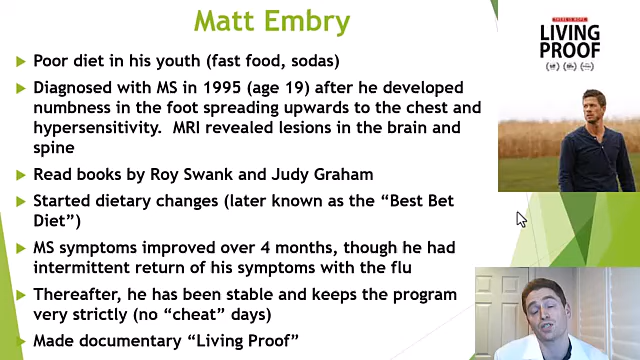 Matt Embry
Poor diet in his youth (fast food, sodas)
Diagnosed with MS in 1995 (age 19) after he developed
numbness in the foot spreading upwards to the chest and
hypersensitivity.  MRI revealed lesions in the brain and
spine
Read books by Roy Swank and Judy Graham
Started dietary changes (later known as the “Best Bet
Diet”)
MS symptoms improved over 4 months, though he had
intermittent return of his symptoms with the flu
Thereafter, he has been stable and keeps the program
very strictly (no “cheat” days)
Made documentary “Living Proof”
THERE IS HOPE
LIVING
PROOF